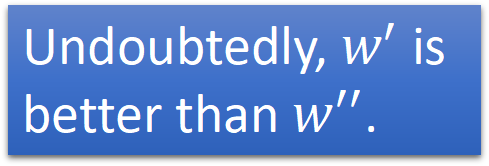 Undoubtedly, w′ is
better than w′′.